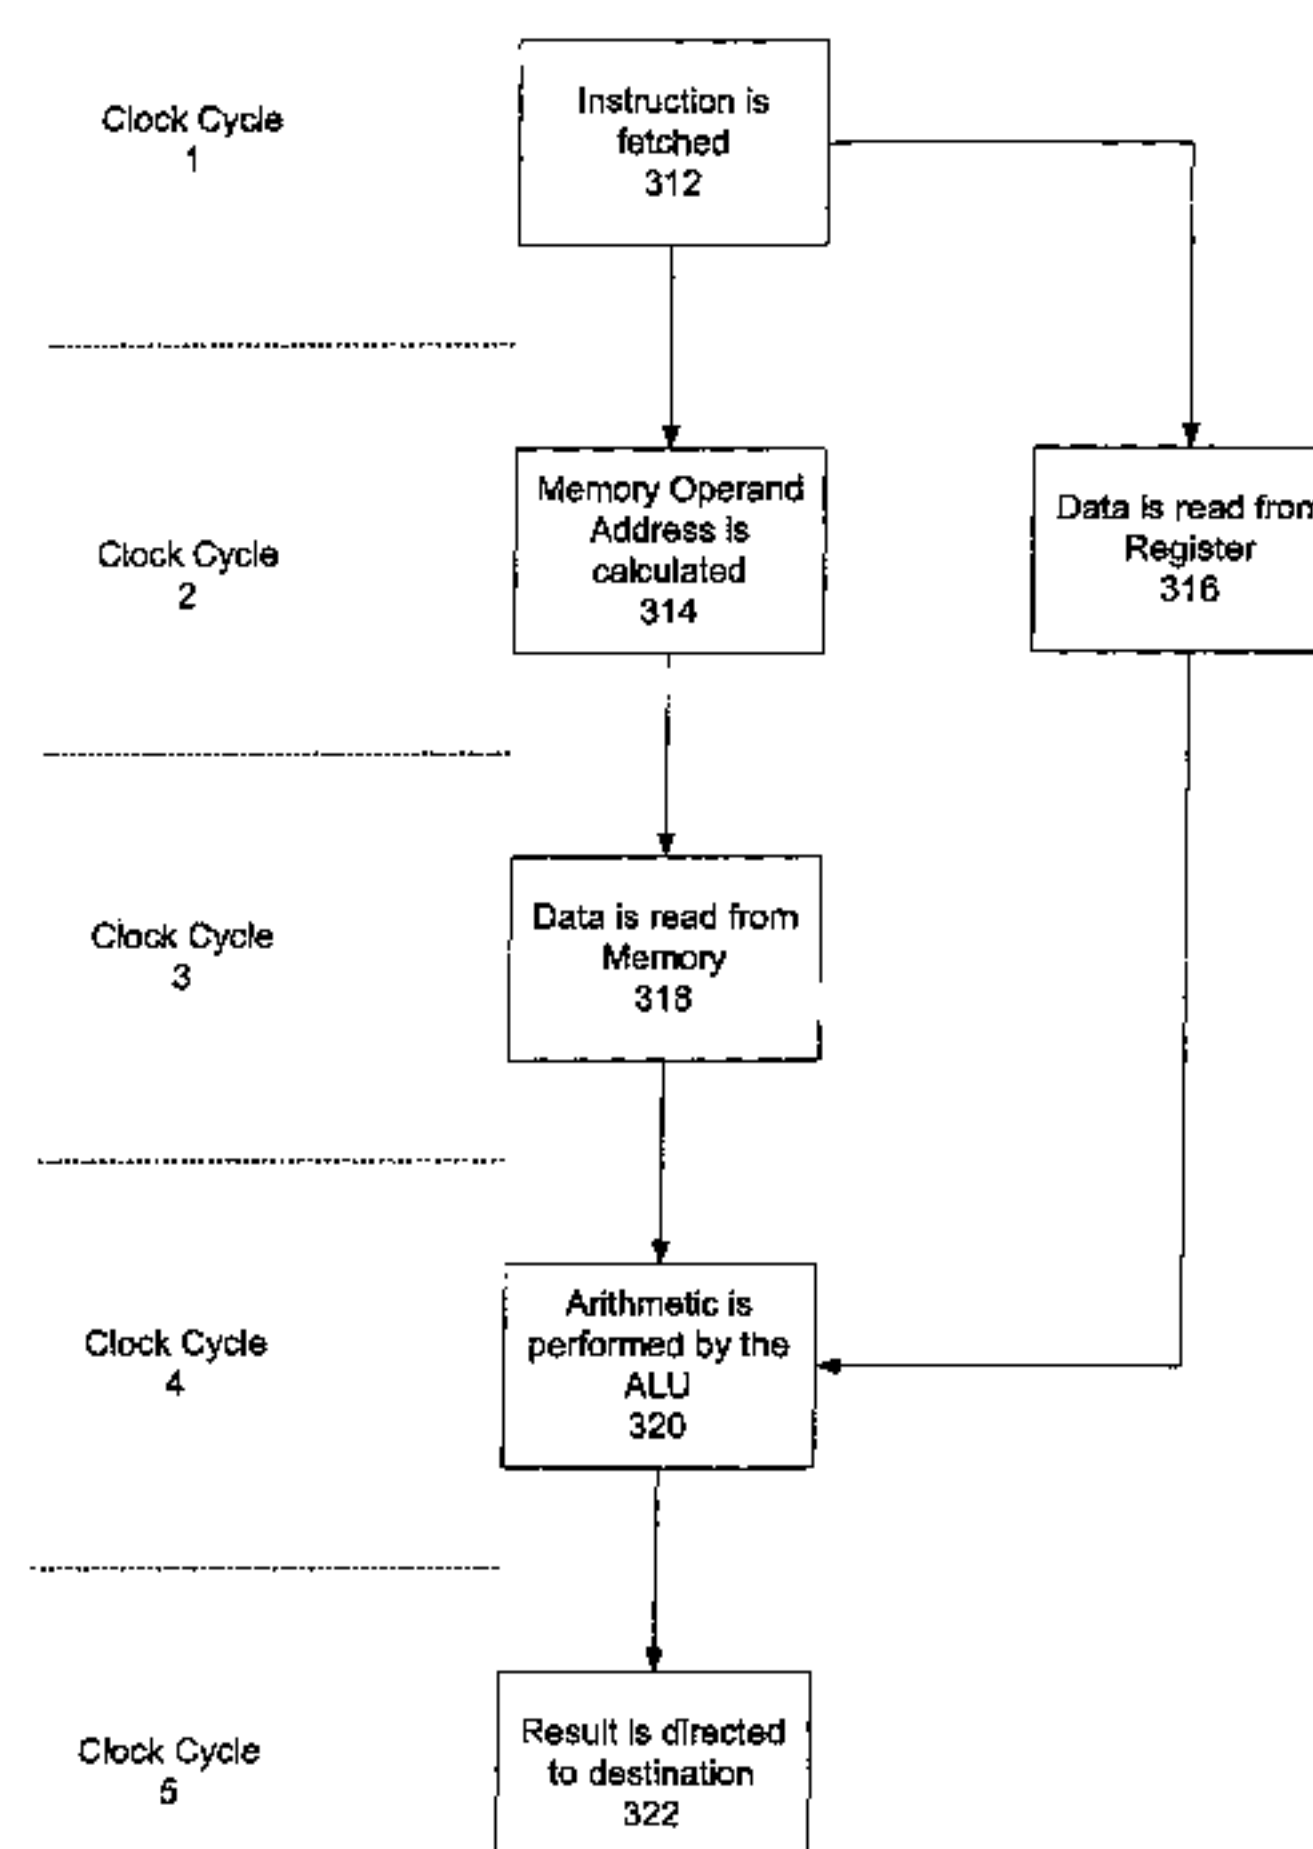 Clock Cycle
1
Instruction is
fetched
312
Clock Cycle
2
Memory Operand
Address is
calculated
314
Data is read from
Register
316
Clock Cycle
3
Data is read from
Memory
318
Clock Cycle
4
Arithmetic is
performed by the
ALU
320
Clock Cycle
5
Result is directed
to destination
322